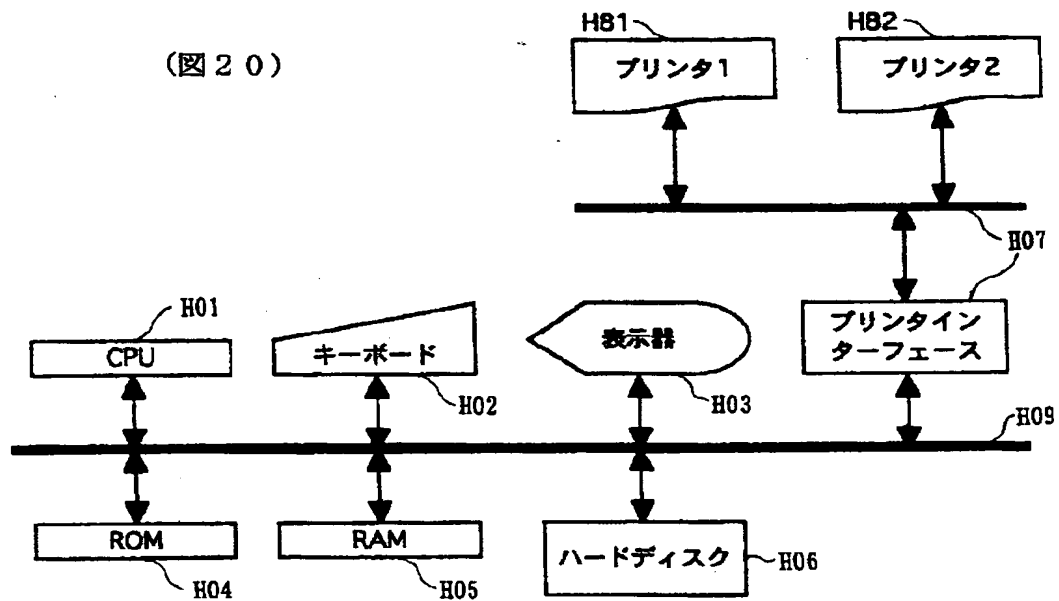 (図20)
H81
プリンタ1
H82
プリンタ2
H07
H01
CPU
キーボード
H02
表示器
H03
プリンタイン
ターフェース
H09
ROM
H04
RAM
H05
ハードディスク
H06